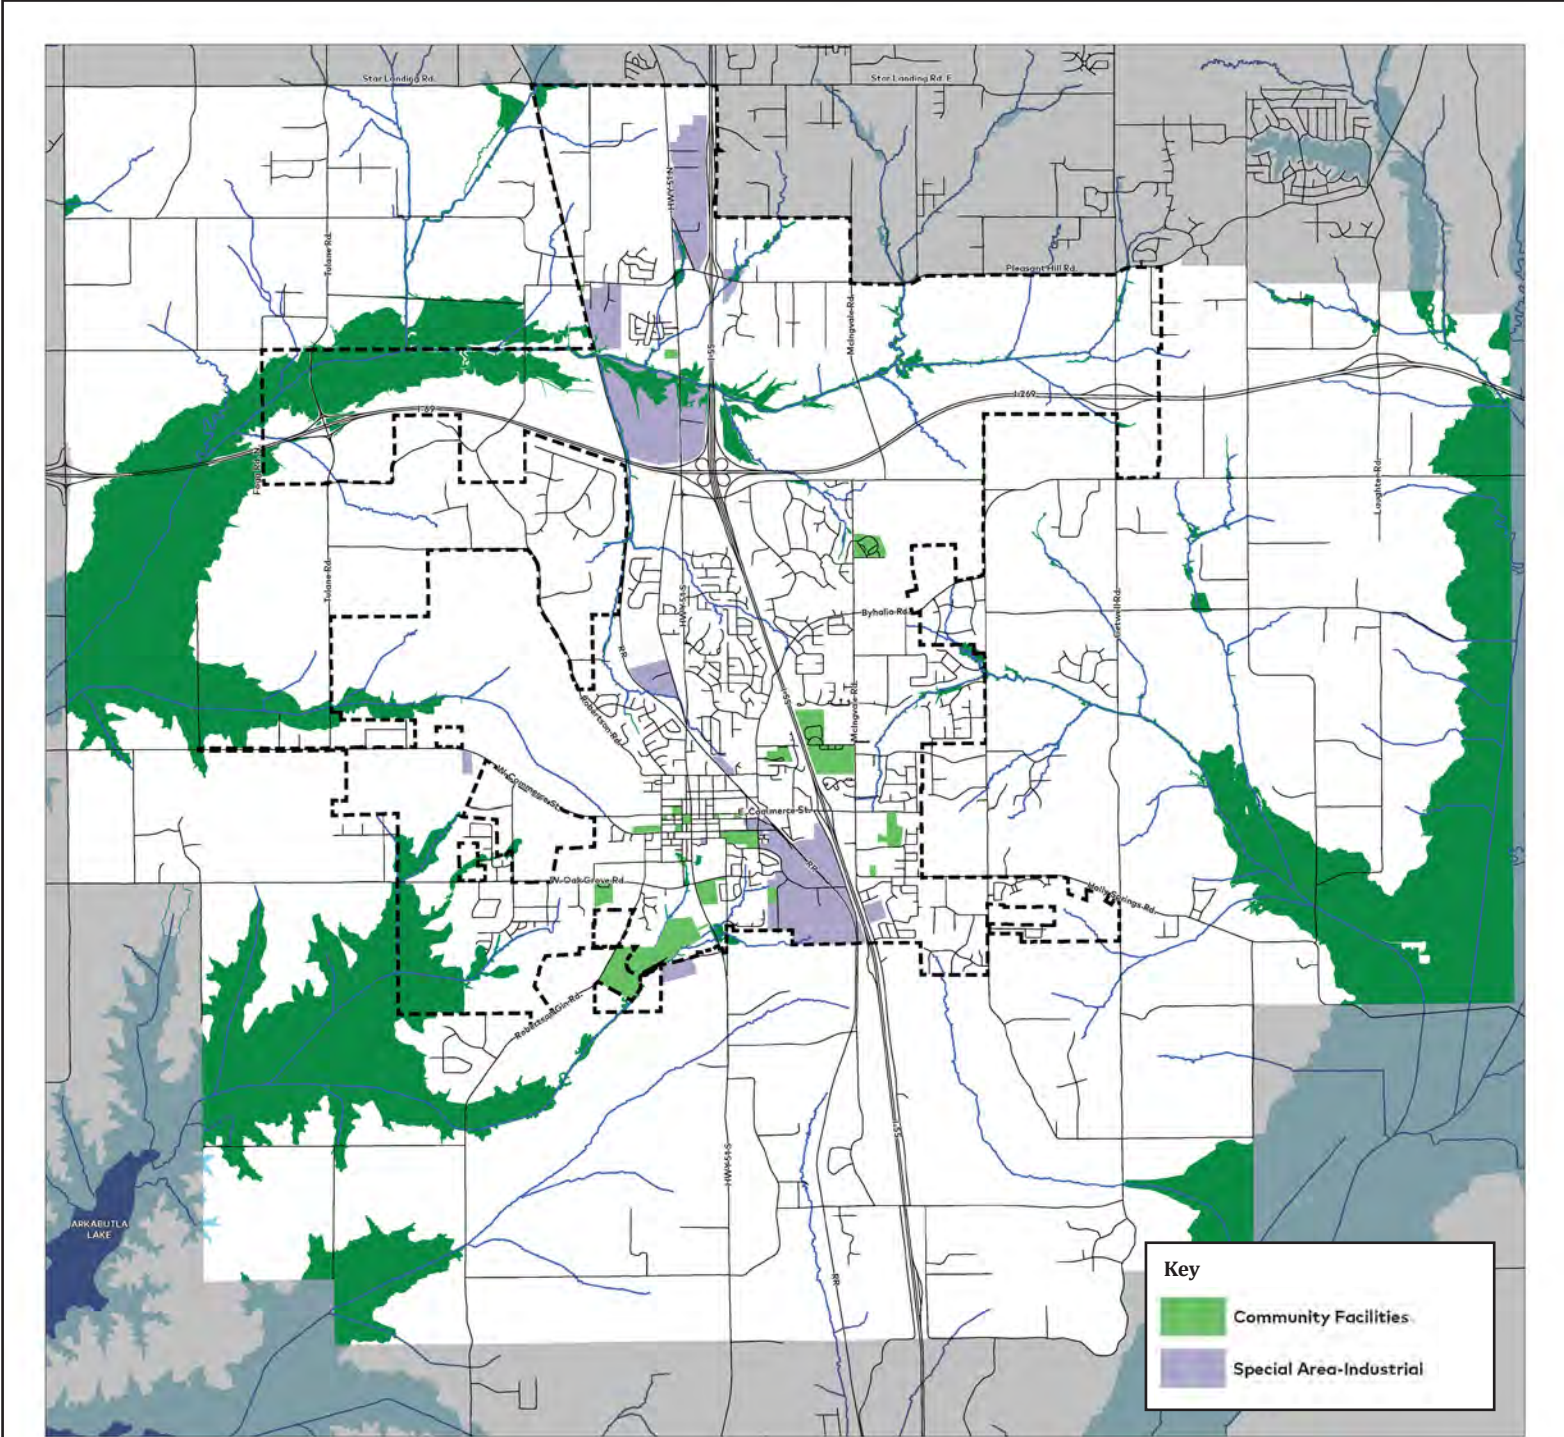 Star Landing Rd.
Star Landing Rd. E
HWY 51 N
Tulane Rd.
Pleasant Hill Rd.
McIngvale Rd.
I-55
I-69
I-269
Laughter Rd.
Tulane Rd.
HWY 51 S
Byhalia Rd.
Getwell Rd.
RR
I-55
McIngvale Rd.
Robertson Rd.
W. Commerce St.
E. Commerce St.
RR
W. Oak Grove Rd
Holly Springs Rd.
Robertson Gin Rd.
I-55
HWY 51 S
ARKABUTLA
LAKE
RR
Key
Community Facilities
Special Area-Industrial